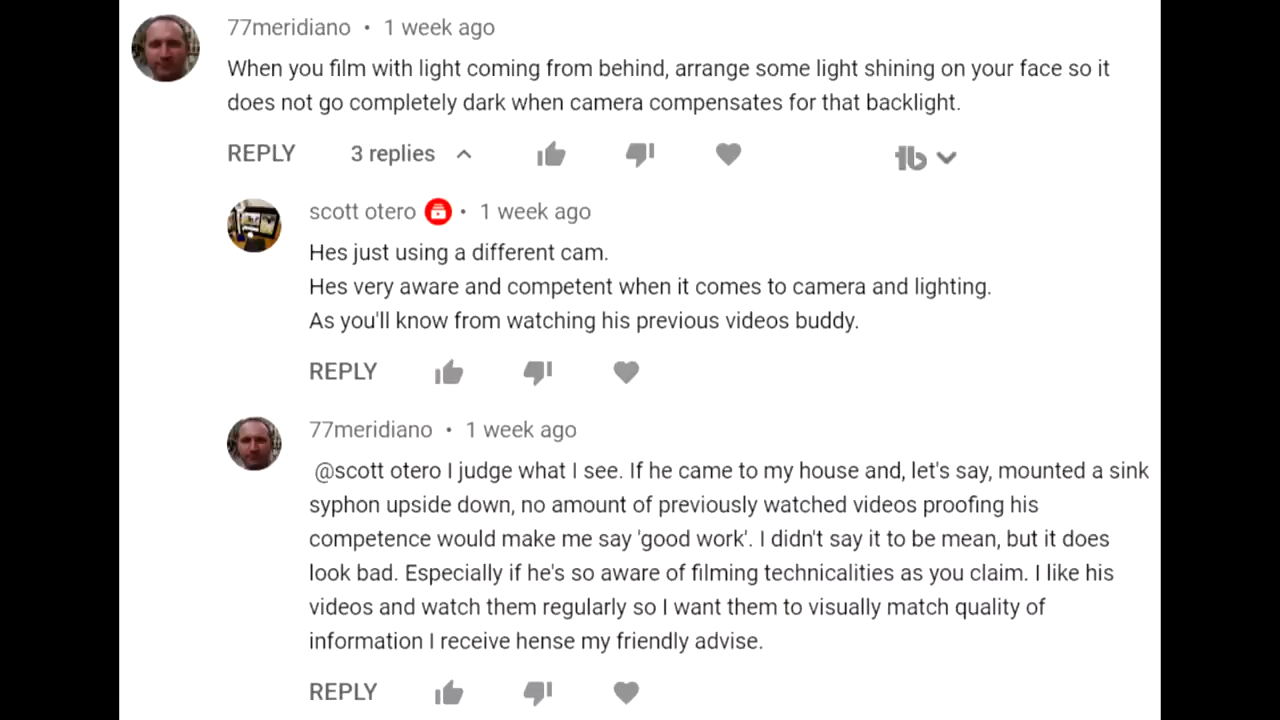 77meridiano • 1 week ago
When you film with light coming from behind, arrange some light shining on your face so it
does not go completely dark when camera compensates for that backlight.
REPLY 3 replies
tb
scott otero • 1 week ago
Hes just using a different cam.
Hes very aware and competent when it comes to camera and lighting.
As you'll know from watching his previous videos buddy.
REPLY
77meridiano • 1 week ago
@scott otero I judge what I see. If he came to my house and, let's say, mounted a sink
syphon upside down, no amount of previously watched videos proofing his
competence would make me say 'good work'. I didn't say it to be mean, but it does
look bad. Especially if he's so aware of filming technicalities as you claim. I like his
videos and watch them regularly so I want them to visually match quality of
information I receive hense my friendly advise.
REPLY